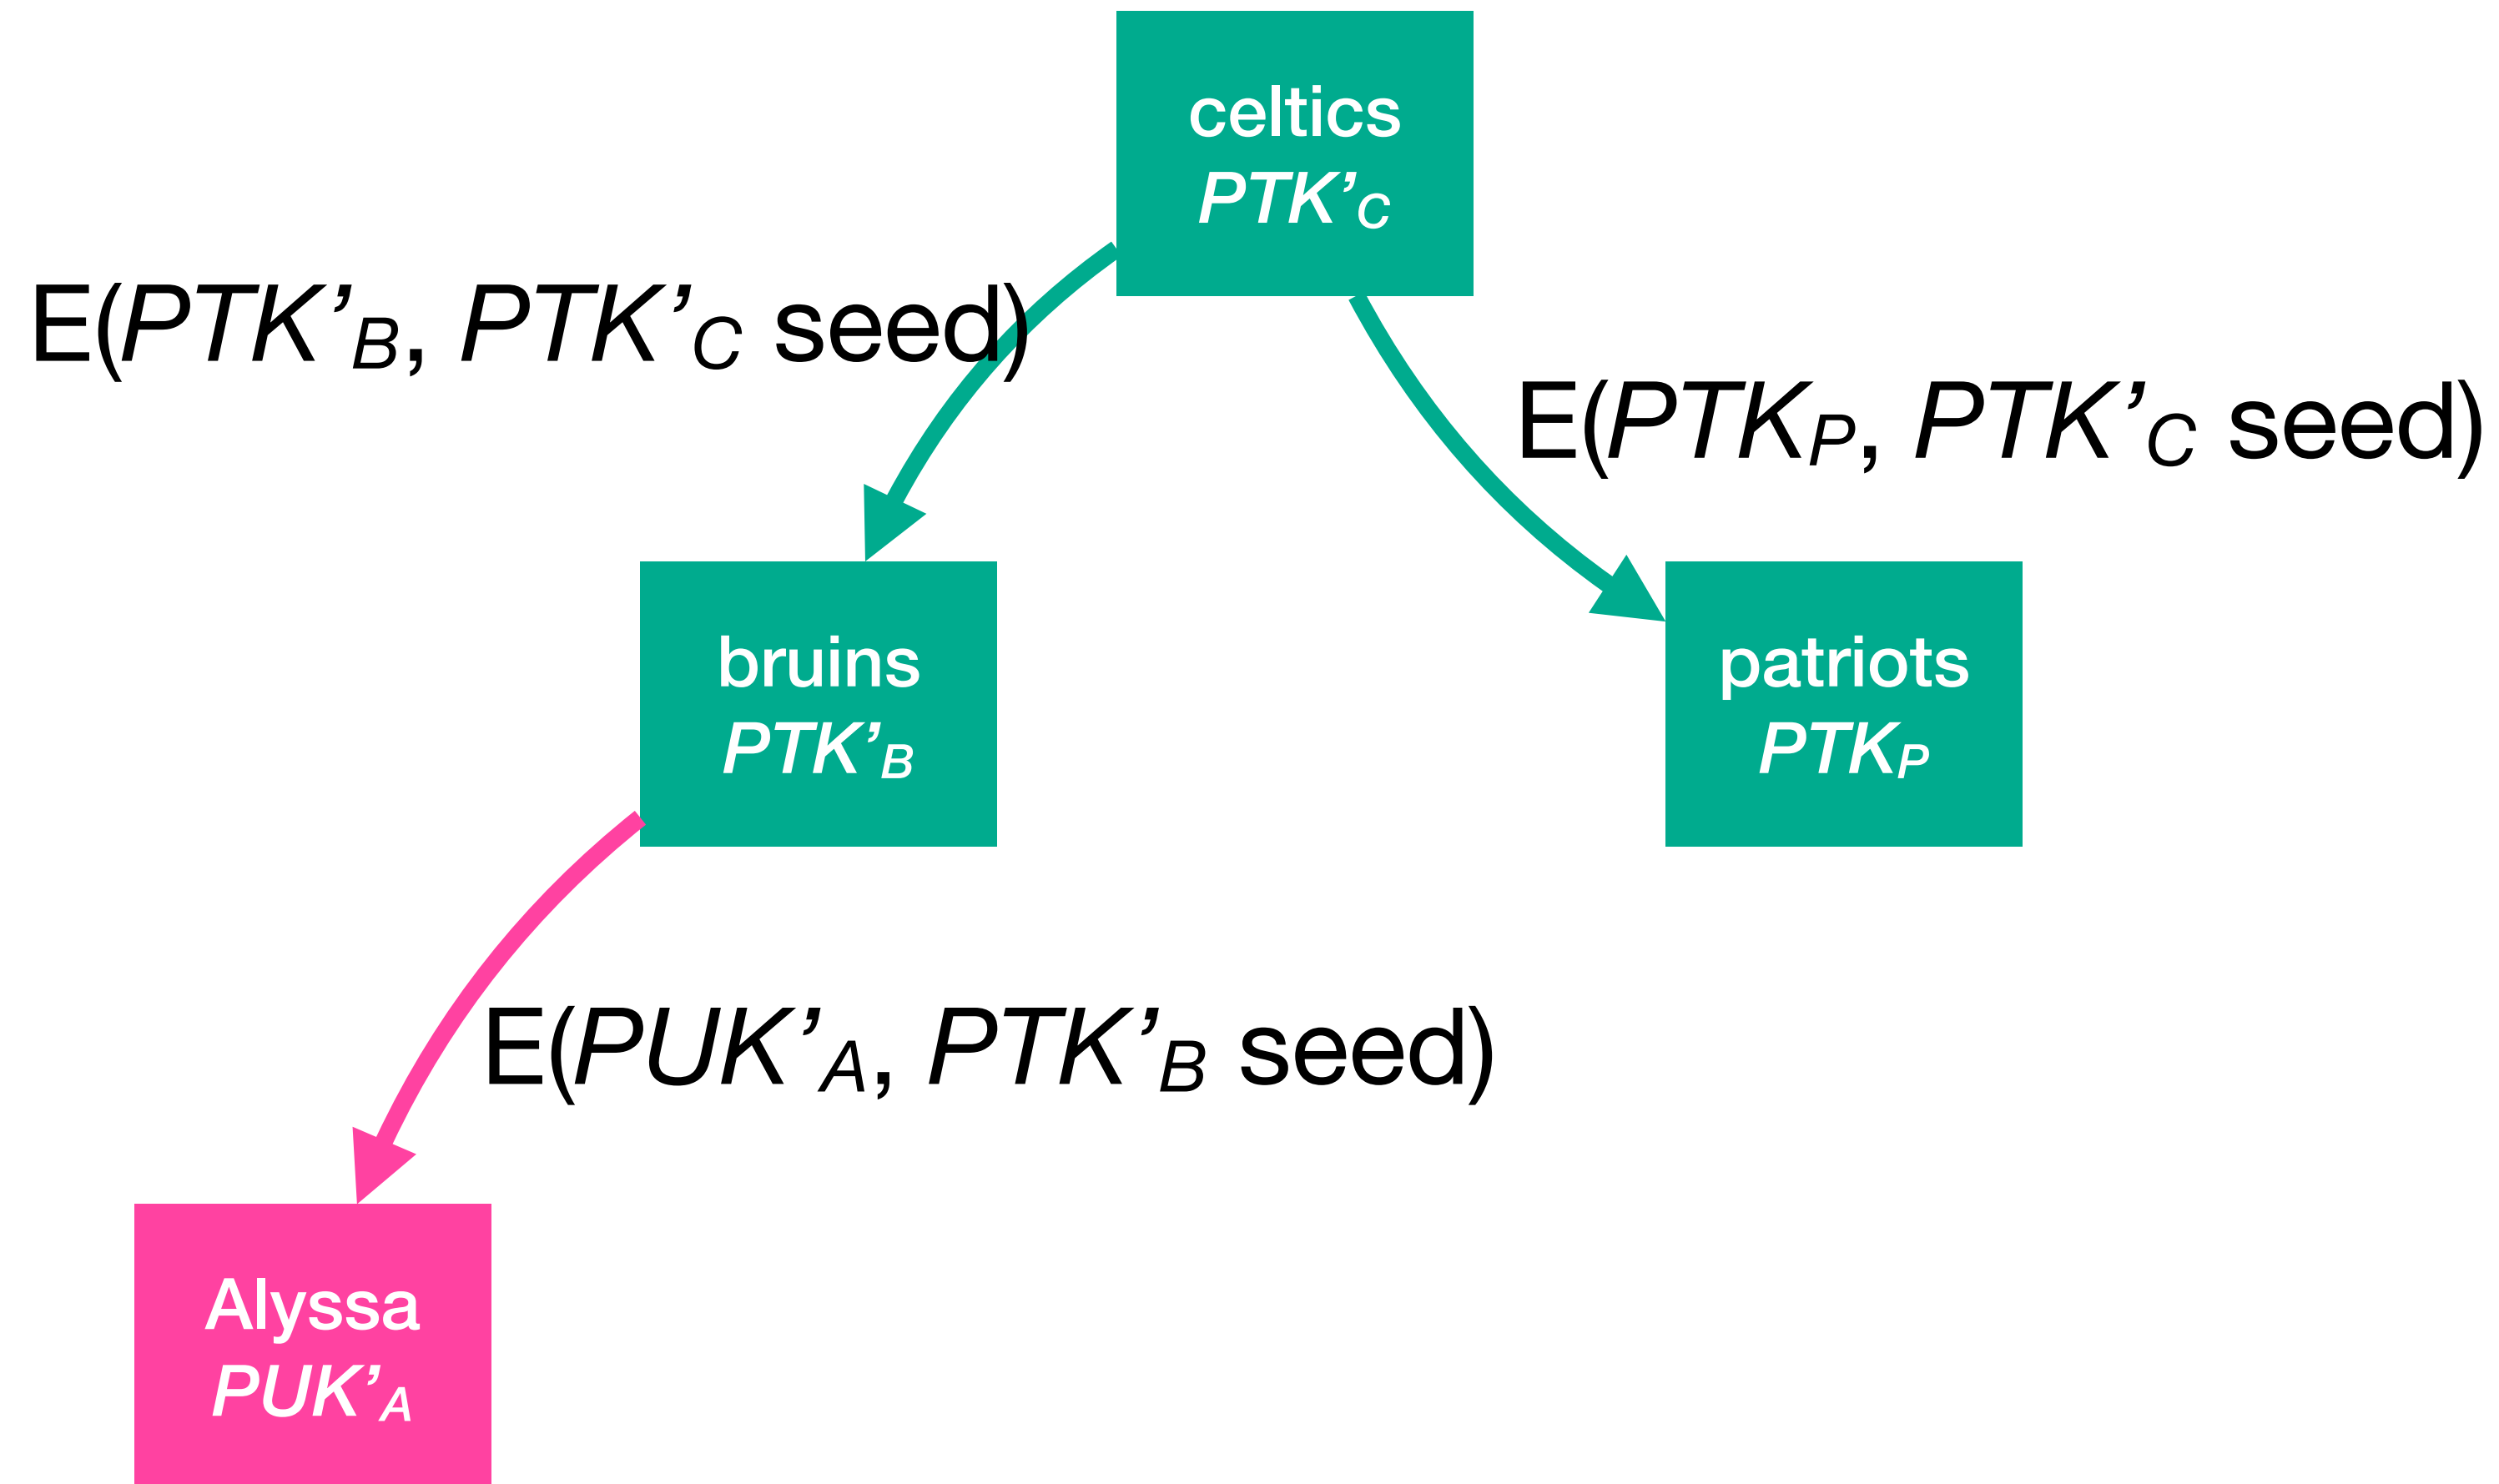 celtics
PTK’C
E(PTK’B, PTK’C seed)
E(PTKP, PTK’C seed)
bruins
PTK’B
patriots
PTKP
E(PUK’A, PTK’B seed)
Alyssa
PUK’A